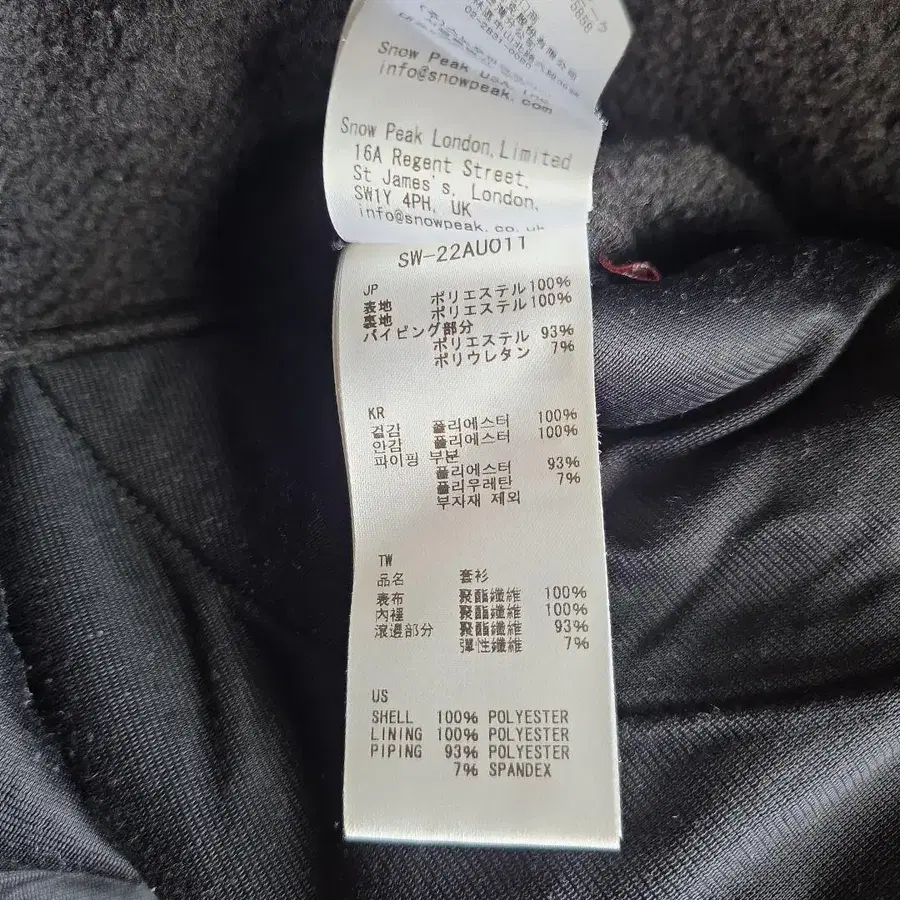 Snow Peak USA, Inc
info@snowpeak.com
Snow Peak London, Limited
16A Regent Street,
St James's, London,
SW1Y 4PH, UK
info@snowpeak.co.uk
SW-22AU011
JP
表地 ポリエステル 100%
裏地 ポリエステル 100%
パイピング部分
ポリエステル 93%
ポリウレタン 7%
KR
겉감 폴리에스터 100%
안감 폴리에스터 100%
파이핑 부분
폴리에스터 93%
폴리우레탄 7%
부자재 제외
TW
品名 套衫
表布 聚酯纖維 100%
內裡 聚酯纖維 100%
滾邊部分 聚酯纖維 93%
彈性纖維 7%
US
SHELL 100% POLYESTER
LINING 100% POLYESTER
PIPING 93% POLYESTER
7% SPANDEX